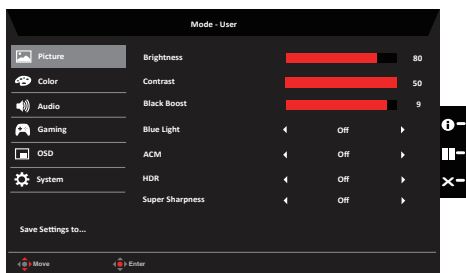 Mode - User
Picture
Color
Audio
Gaming
OSD
System
Save Settings to...
Brightness 80
Contrast 50
Black Boost 9
Blue Light Off
ACM Off
HDR Off
Super Sharpness Off
Move Enter